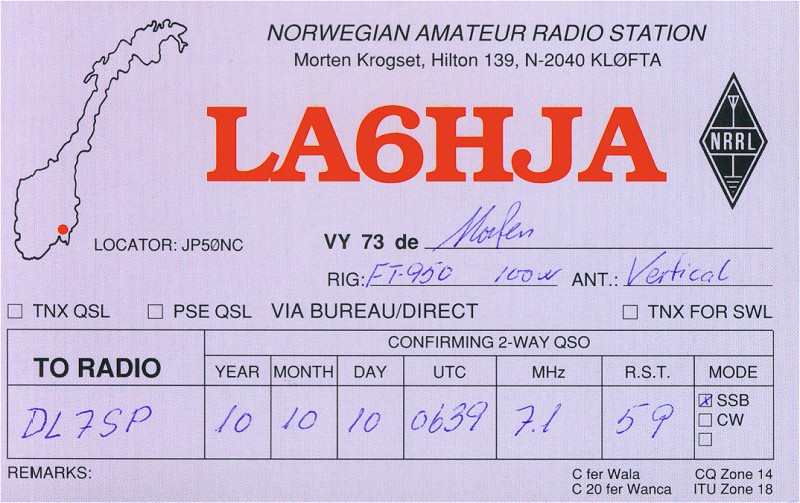 NORWEGIAN AMATEUR RADIO STATION
Morten Krogset, Hilton 139, N-2040 KLØFTA
LA6HJA
NRRL
LOCATOR: JP50NC
VY 73 de Morten
RIG: FT-950 100w ANT.: Vertical
TNX QSL PSE QSL VIA BUREAU/DIRECT TNX FOR SWL
CONFIRMING 2-WAY QSO
TO RADIO YEAR MONTH DAY UTC MHz R.S.T. MODE
DL7SP 10 10 10 0639 7.1 59 X SSB
CW
REMARKS: C fer Wala CQ Zone 14
C 20 fer Wanca ITU Zone 18